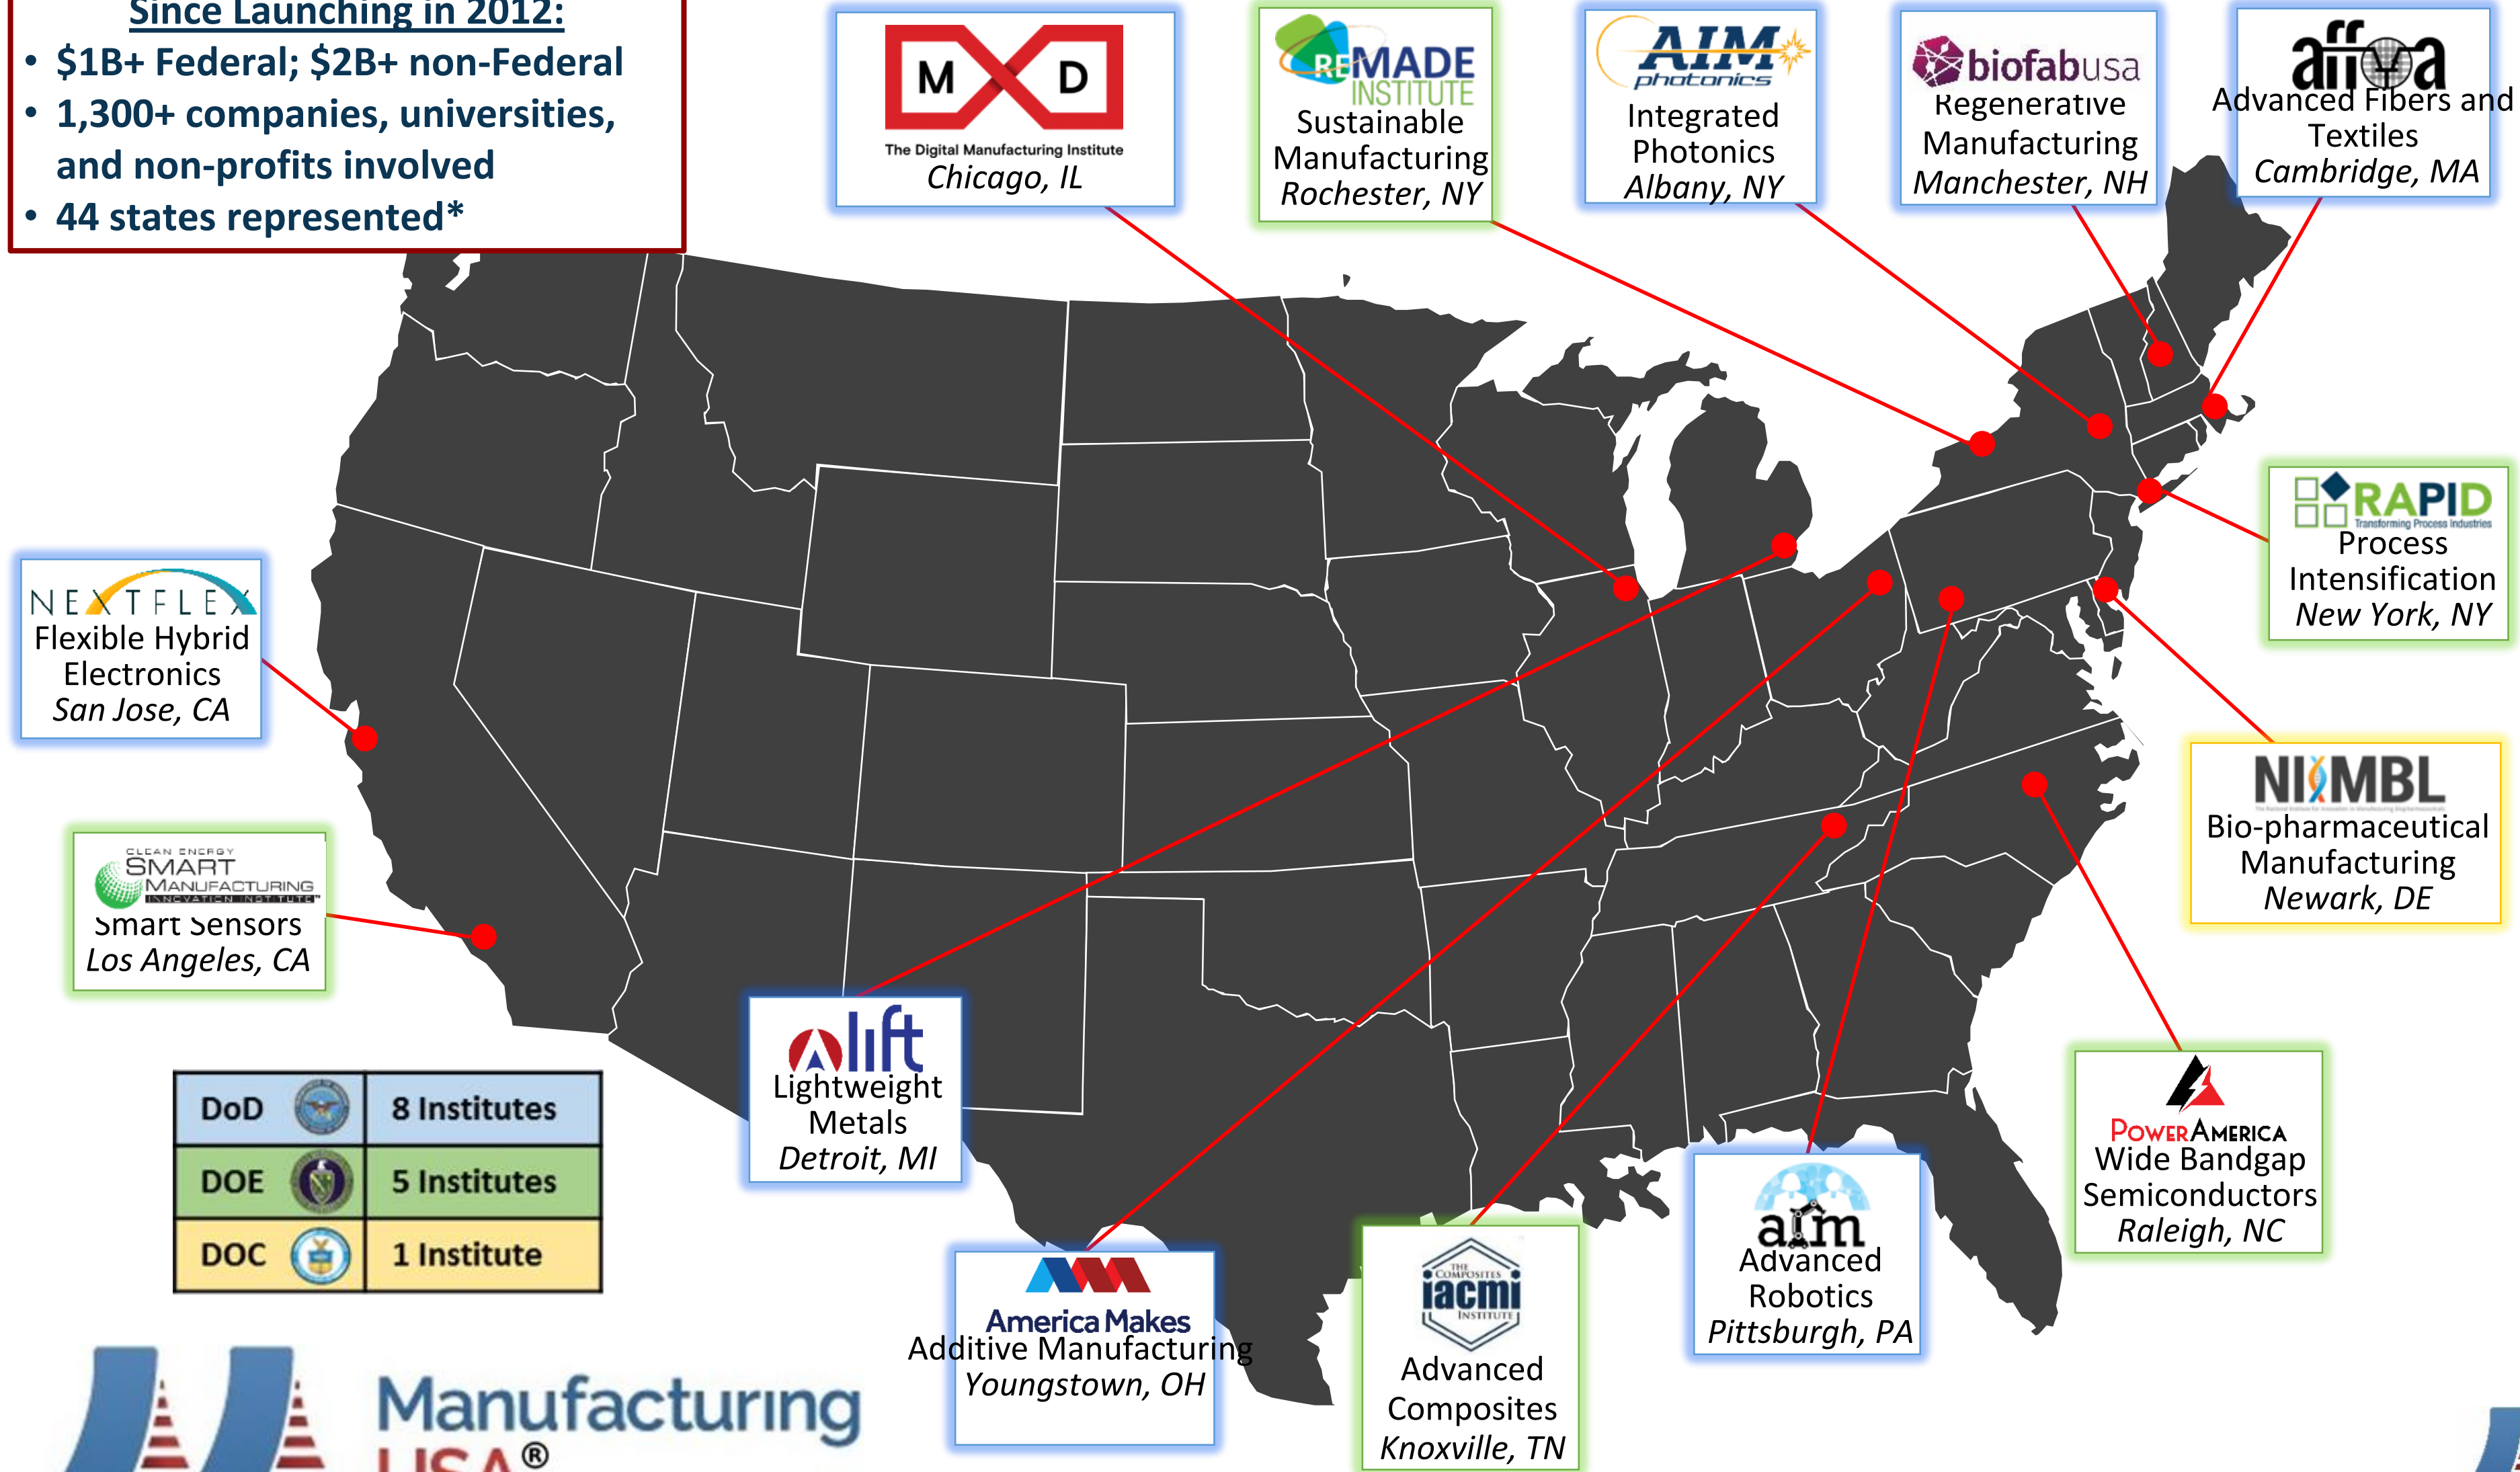 Since Launching in 2012:
• $1B+ Federal; $2B+ non-Federal
• 1,300+ companies, universities,
and non-profits involved
• 44 states represented*
M D
The Digital Manufacturing Institute
Chicago, IL
REMADE
INSTITUTE
Sustainable
Manufacturing
Rochester, NY
AIM
photonics
Integrated
Photonics
Albany, NY
biofabusa
Regenerative
Manufacturing
Manchester, NH
affoa
Advanced Fibers and
Textiles
Cambridge, MA
RAPID
Transforming Process Industries
Process
Intensification
New York, NY
NEXTFLEX
Flexible Hybrid
Electronics
San Jose, CA
NIIMBL
Bio-pharmaceutical
Manufacturing
Newark, DE
CLEAN ENERGY
SMART
MANUFACTURING
INNOVATION INSTITUTE™
Smart Sensors
Los Angeles, CA
lift
Lightweight
Metals
Detroit, MI
POWERAMERICA
Wide Bandgap
Semiconductors
Raleigh, NC
DoD 8 Institutes
DOE 5 Institutes
DOC 1 Institute
arm
Advanced
Robotics
Pittsburgh, PA
America Makes
Additive Manufacturing
Youngstown, OH
THE
COMPOSITES
iacmi
INSTITUTE
Advanced
Composites
Knoxville, TN
Manufacturing
USA®